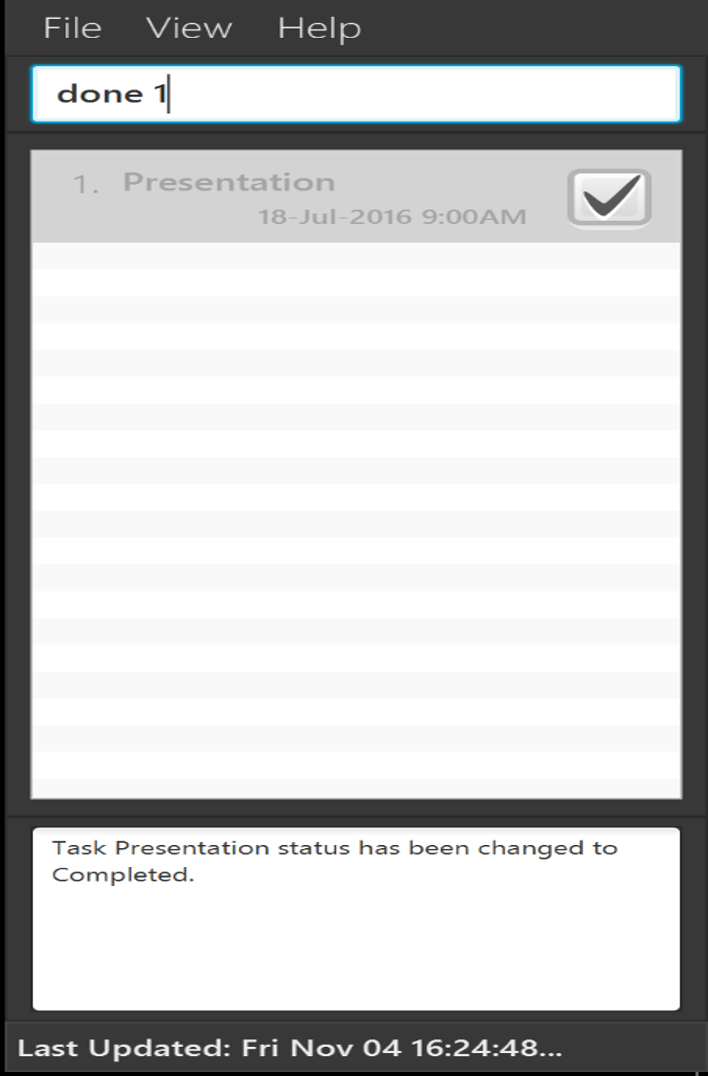 File View Help
done 1
1. Presentation
18-Jul-2016 9:00AM
Task Presentation status has been changed to
Completed.
Last Updated: Fri Nov 04 16:24:48...